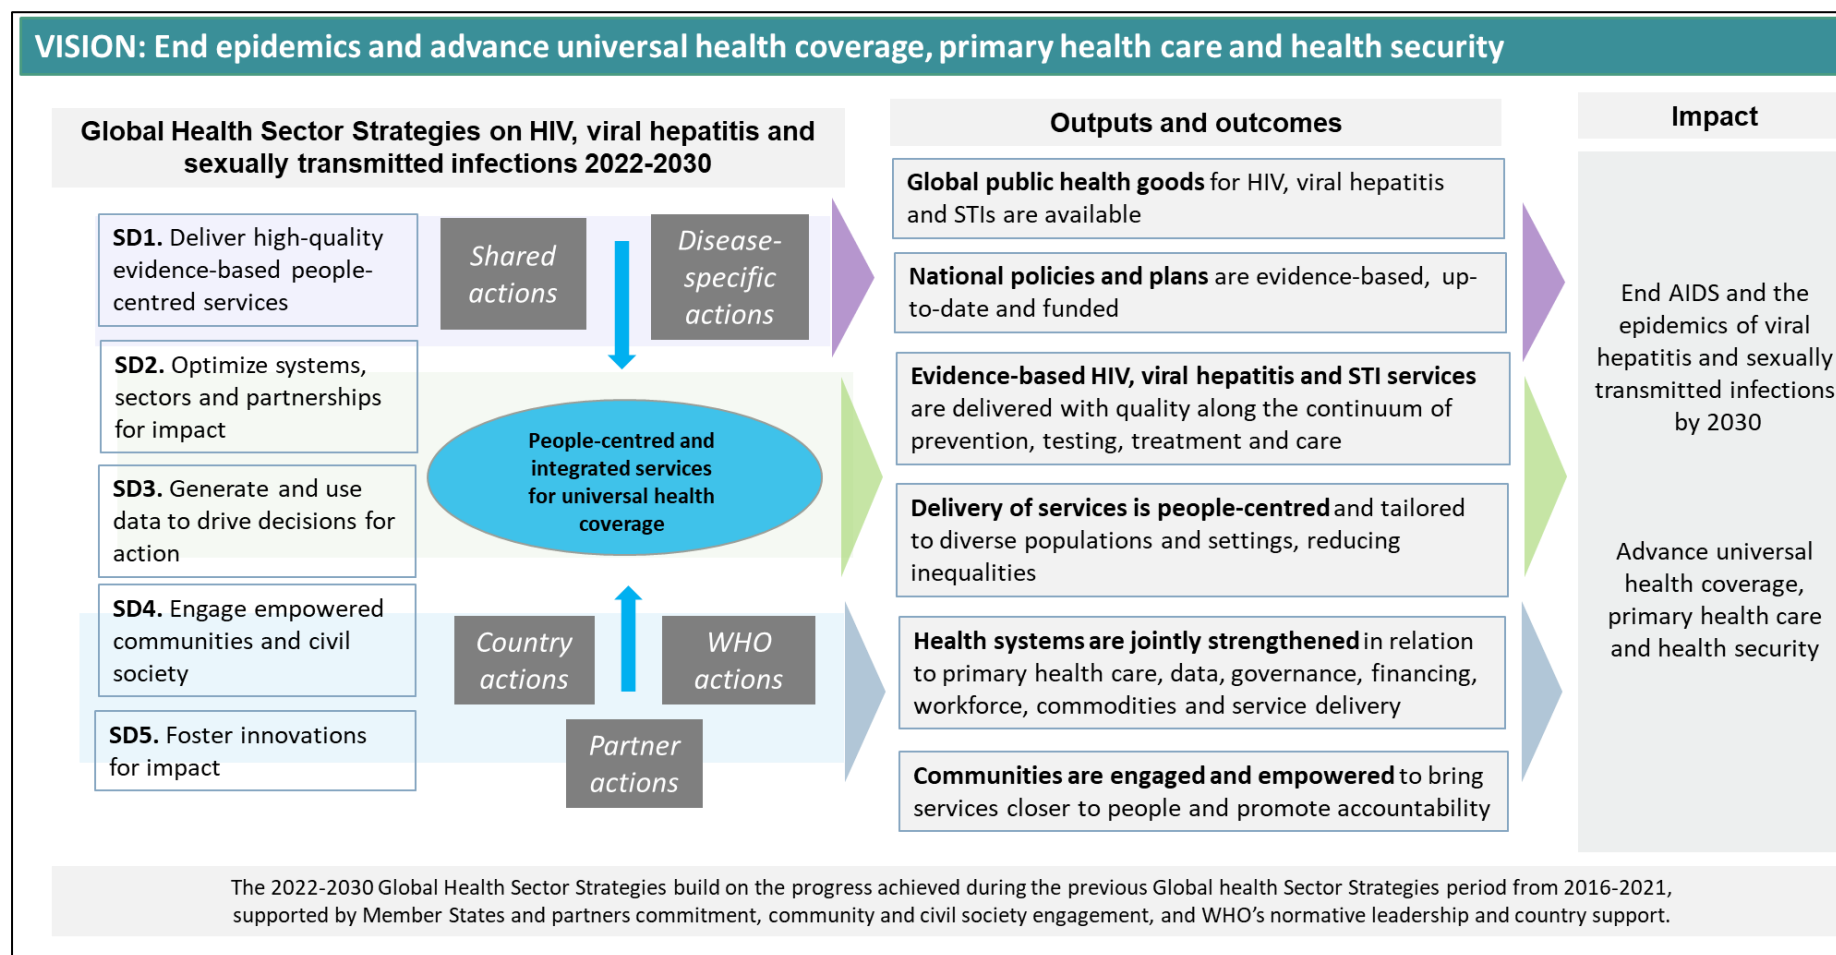 VISION: End epidemics and advance universal health coverage, primary health care and health security
Global Health Sector Strategies on HIV, viral hepatitis and
sexually transmitted infections 2022-2030
SD1. Deliver high-quality
evidence-based people-
centred services
SD2. Optimize systems,
sectors and partnerships
for impact
SD3. Generate and use
data to drive decisions for
action
SD4. Engage empowered
communities and civil
society
SD5. Foster innovations
for impact
Shared
actions
Disease-
specific
actions
People-centred and
integrated services
for universal health
coverage
Country
actions
WHO
actions
Partner
actions
Outputs and outcomes
Global public health goods for HIV, viral hepatitis
and STIs are available
National policies and plans are evidence-based, up-
to-date and funded
Evidence-based HIV, viral hepatitis and STI services
are delivered with quality along the continuum of
prevention, testing, treatment and care
Delivery of services is people-centred and tailored
to diverse populations and settings, reducing
inequalities
Health systems are jointly strengthened in relation
to primary health care, data, governance, financing,
workforce, commodities and service delivery
Communities are engaged and empowered to bring
services closer to people and promote accountability
Impact
End AIDS and the
epidemics of viral
hepatitis and sexually
transmitted infections
by 2030
Advance universal
health coverage,
primary health care
and health security
The 2022-2030 Global Health Sector Strategies build on the progress achieved during the previous Global health Sector Strategies period from 2016-2021,
supported by Member States and partners commitment, community and civil society engagement, and WHO's normative leadership and country support.